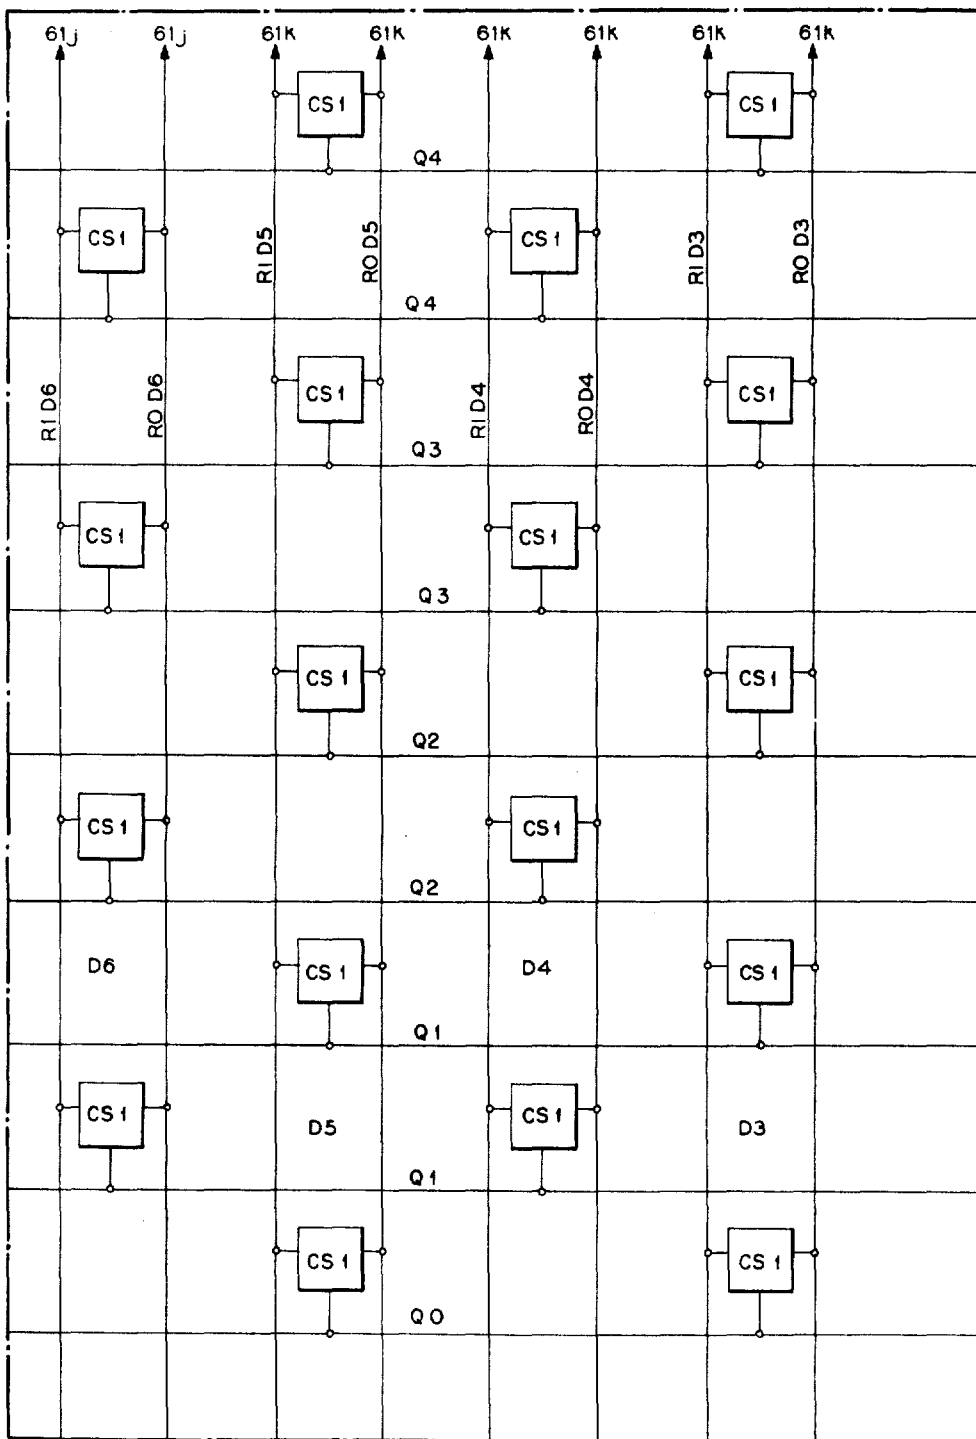 61j 61j 61k 61k 61k 61k 61k 61k
CS1 CS1
Q4
CS1 RI D5 RO D5 CS1 RI D3 RO D3
Q4
RI D6 RO D6 CS1 RI D4 RO D4 CS1
Q3
CS1 CS1
Q3
CS1 CS1
Q2
CS1 CS1
Q2
D6 CS1 D4 CS1
Q1
CS1 D5 CS1 D3
Q1
CS1 CS1
Q0